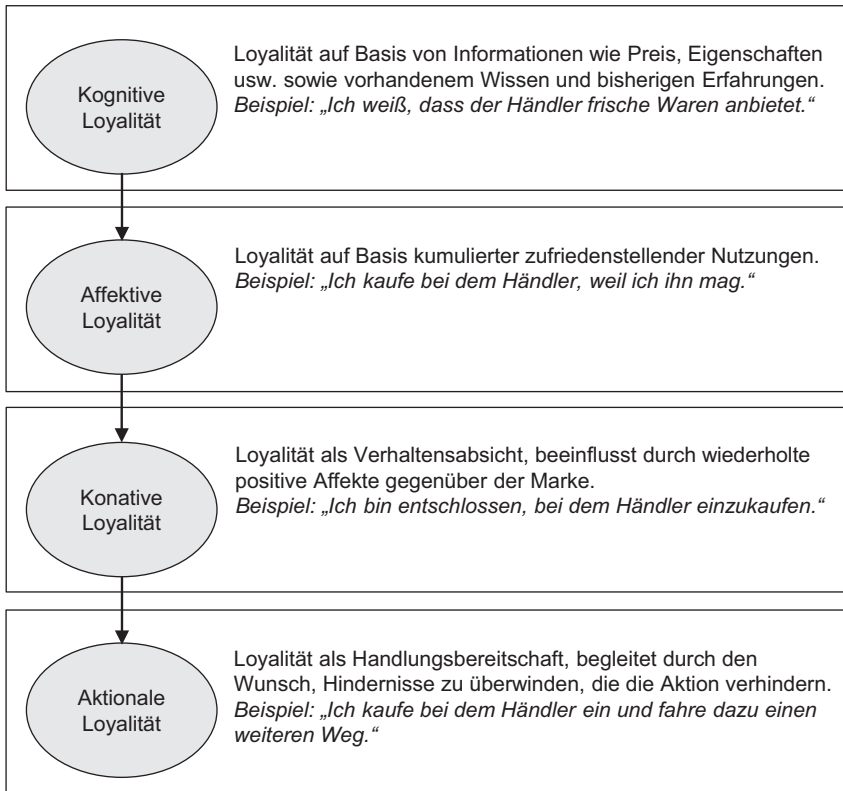 Kognitive
Loyalität
Loyalität auf Basis von Informationen wie Preis, Eigenschaften
usw. sowie vorhandenem Wissen und bisherigen Erfahrungen.
Beispiel: „Ich weiß, dass der Händler frische Waren anbietet.“
Affektive
Loyalität
Loyalität auf Basis kumulierter zufriedenstellender Nutzungen.
Beispiel: „Ich kaufe bei dem Händler, weil ich ihn mag.“
Konative
Loyalität
Loyalität als Verhaltensabsicht, beeinflusst durch wiederholte
positive Affekte gegenüber der Marke.
Beispiel: „Ich bin entschlossen, bei dem Händler einzukaufen.“
Aktionale
Loyalität
Loyalität als Handlungsbereitschaft, begleitet durch den
Wunsch, Hindernisse zu überwinden, die die Aktion verhindern.
Beispiel: „Ich kaufe bei dem Händler ein und fahre dazu einen
weiteren Weg.“